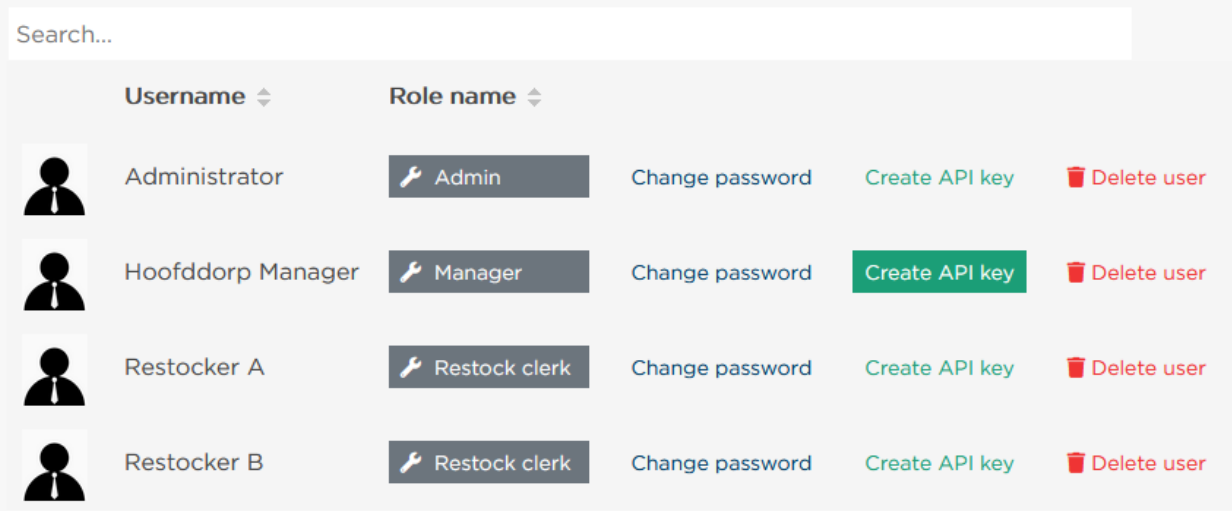 Search...
Username Role name
Administrator Admin Change password Create API key Delete user
Hoofddorp Manager Manager Change password Create API key Delete user
Restocker A Restock clerk Change password Create API key Delete user
Restocker B Restock clerk Change password Create API key Delete user